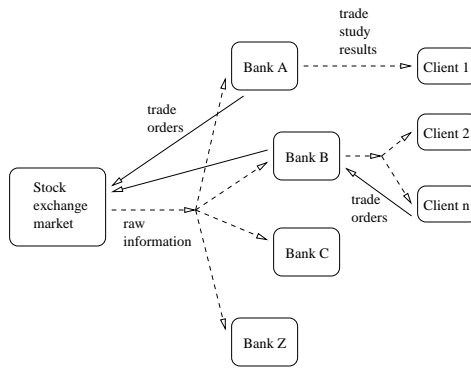 trade
study
results
Bank A
Client 1
trade
orders
Client 2
Bank B
Stock
exchange
market
Client n
raw
information
trade
orders
Bank C
Bank Z